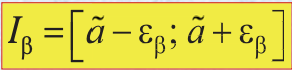 I_β = [ã − ε_β; ã + ε_β]